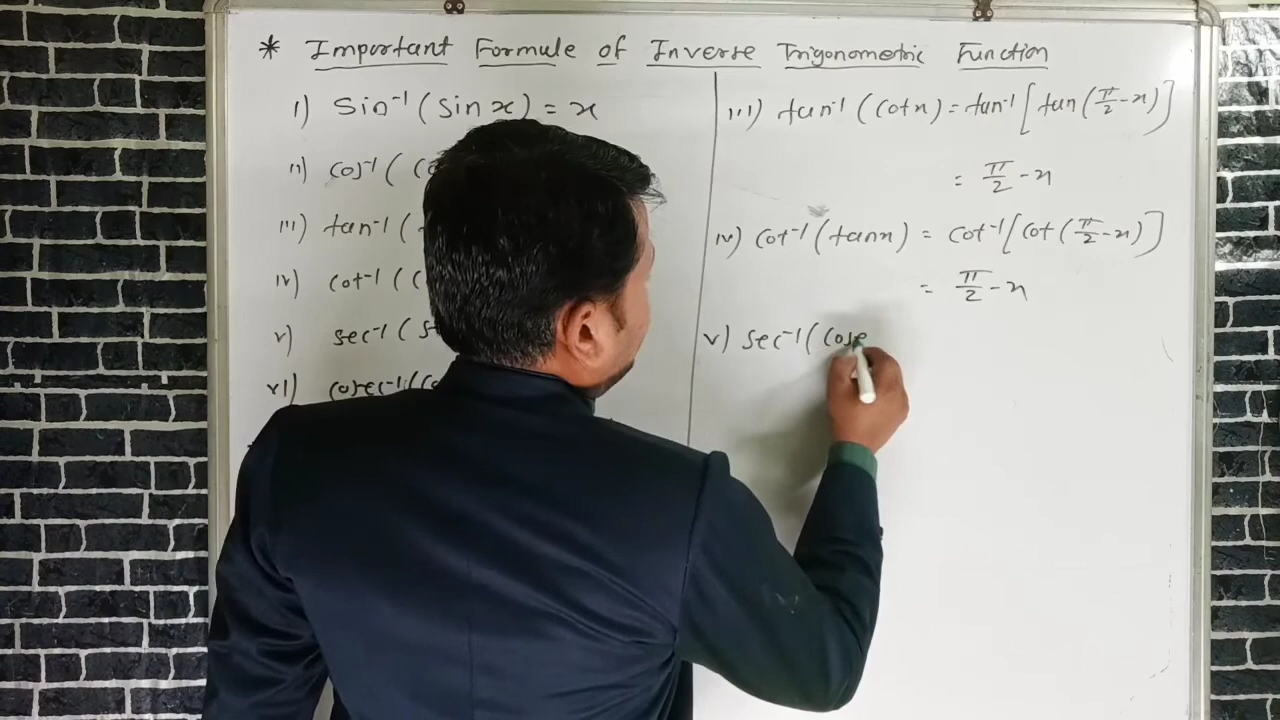 * Important Formule of Inverse Trigonometric Function
i) Sin⁻¹ (Sin x) = x
ii) Cos⁻¹ (
iii) tan⁻¹ (
iv) Cot⁻¹ (
v) Sec⁻¹ (
vi) Cosec⁻¹ (
iii) tan⁻¹ (Cot x) = tan⁻¹ [tan (π/2 - x)]
= π/2 - x
iv) Cot⁻¹ (tan x) = Cot⁻¹ [Cot (π/2 - x)]
= π/2 - x
v) Sec⁻¹ (Cose